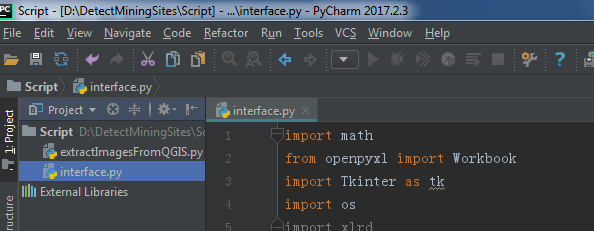 PC Script - [D:\DetectMiningSites\Script] - ...\interface.py - PyCharm 2017.2.3
File Edit View Navigate Code Refactor Run Tools VCS Window Help
Script interface.py
1: Project
Project
interface.py
Script D:\DetectMiningSites\S
extractImagesFromQGIS.py
interface.py
External Libraries
1 import math
2 from openpyxl import Workbook
3 import Tkinter as tk
4 import os
5 import xlrd
ructure